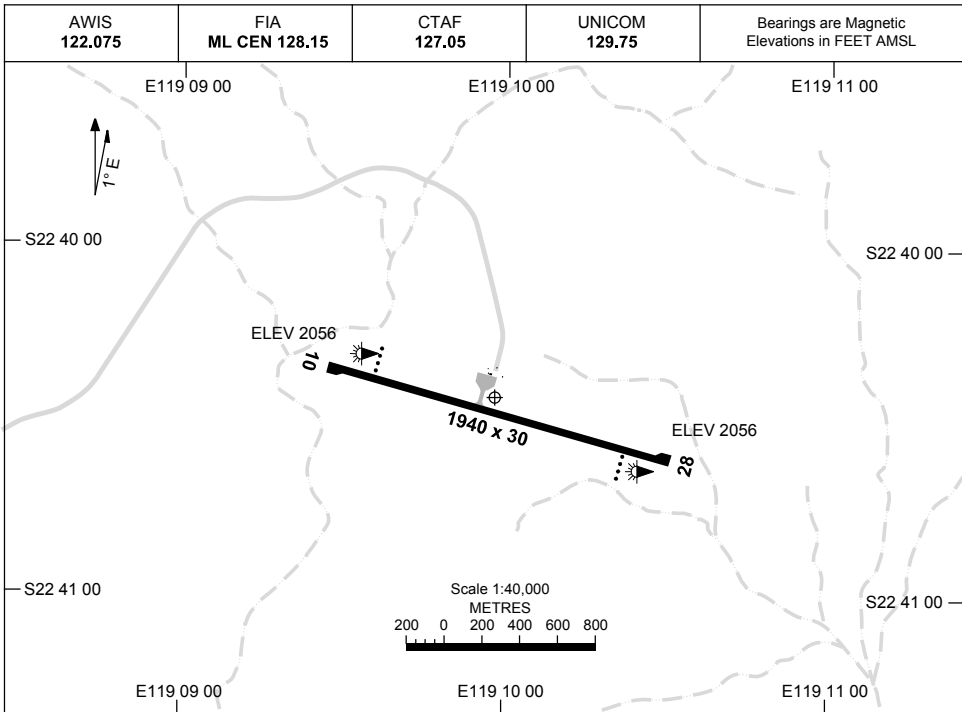 AWIS
122.075
FIA
ML CEN 128.15
CTAF
127.05
UNICOM
129.75
Bearings are Magnetic
Elevations in FEET AMSL
E119 09 00
E119 10 00
E119 11 00
1° E
S22 40 00
S22 40 00
ELEV 2056
10
1940 x 30
ELEV 2056
28
S22 41 00
S22 41 00
Scale 1:40,000
METRES
200 0 200 400 600 800
E119 09 00
E119 10 00
E119 11 00